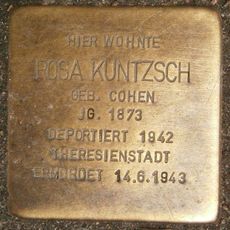 HIER WOHNTE
ROSA KUNTZSCH
GEB. COHEN
JG. 1873
DEPORTIERT 1942
THERESIENSTADT
ERMORDET 14.6.1943